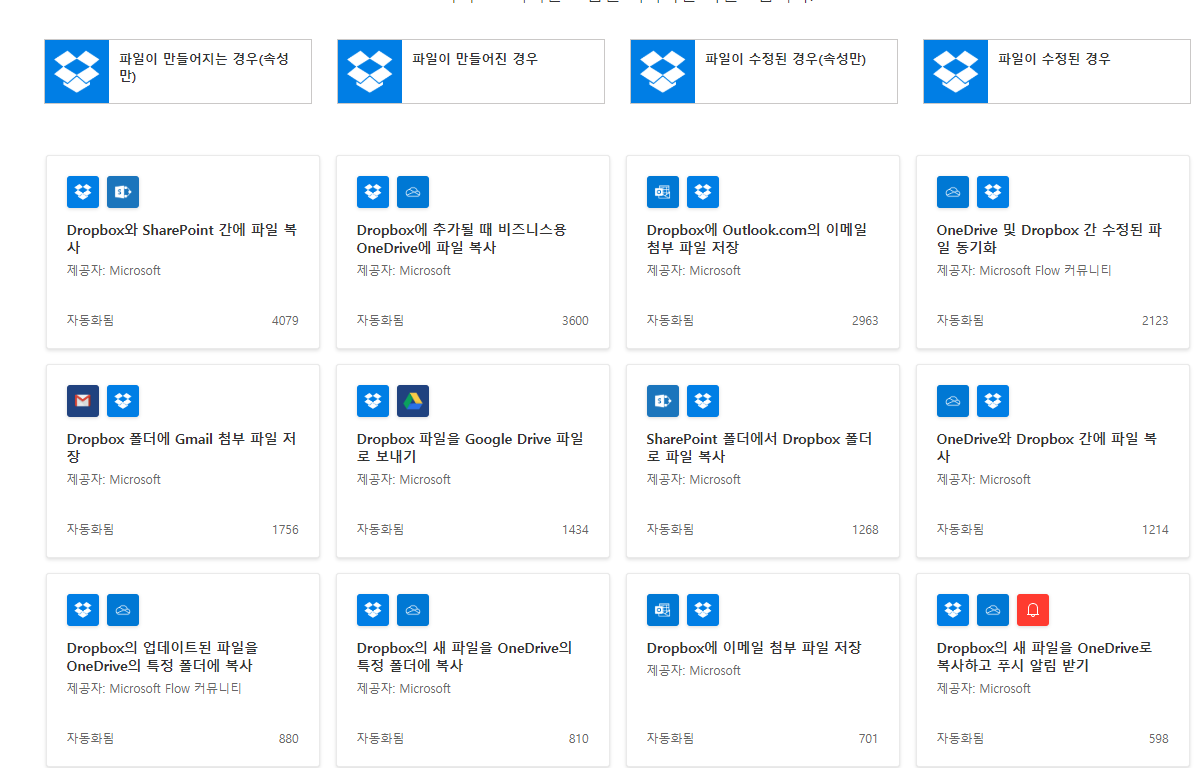 파일이 만들어지는 경우(속성
만)
파일이 만들어진 경우
파일이 수정된 경우(속성만)
파일이 수정된 경우
Dropbox와 SharePoint 간에 파일 복
사
제공자: Microsoft
자동화됨 4079
Dropbox에 추가될 때 비즈니스용
OneDrive에 파일 복사
제공자: Microsoft
자동화됨 3600
Dropbox에 Outlook.com의 이메일
첨부 파일 저장
제공자: Microsoft
자동화됨 2963
OneDrive 및 Dropbox 간 수정된 파
일 동기화
제공자: Microsoft Flow 커뮤니티
자동화됨 2123
Dropbox 폴더에 Gmail 첨부 파일 저
장
제공자: Microsoft
자동화됨 1756
Dropbox 파일을 Google Drive 파일
로 보내기
제공자: Microsoft
자동화됨 1434
SharePoint 폴더에서 Dropbox 폴더
로 파일 복사
제공자: Microsoft
자동화됨 1268
OneDrive와 Dropbox 간에 파일 복
사
제공자: Microsoft
자동화됨 1214
Dropbox의 업데이트된 파일을
OneDrive의 특정 폴더에 복사
제공자: Microsoft Flow 커뮤니티
자동화됨 880
Dropbox의 새 파일을 OneDrive의
특정 폴더에 복사
제공자: Microsoft
자동화됨 810
Dropbox에 이메일 첨부 파일 저장
제공자: Microsoft
자동화됨 701
Dropbox의 새 파일을 OneDrive로
복사하고 푸시 알림 받기
제공자: Microsoft
자동화됨 598